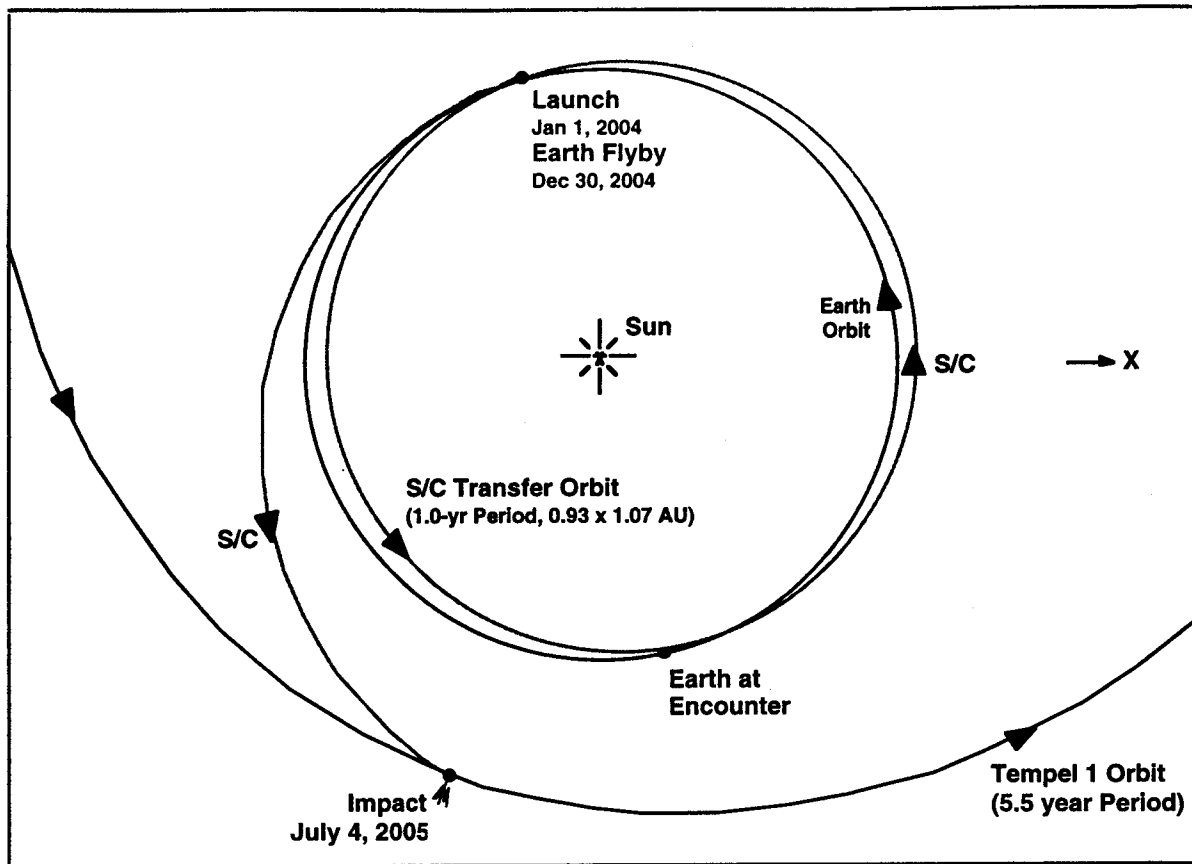 Launch
Jan 1, 2004
Earth Flyby
Dec 30, 2004
Sun
Earth
Orbit
S/C
X
S/C Transfer Orbit
(1.0-yr Period, 0.93 x 1.07 AU)
S/C
Earth at
Encounter
Impact
July 4, 2005
Tempel 1 Orbit
(5.5 year Period)